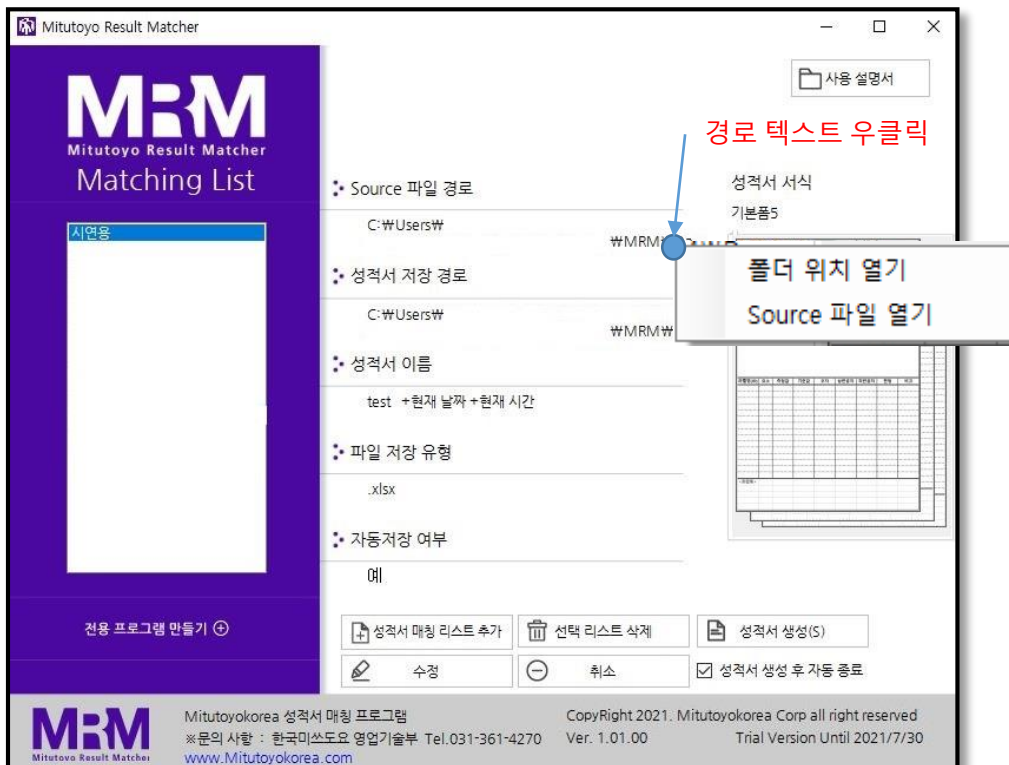 Mitutoyo Result Matcher
MRM
Mitutoyo Result Matcher
Matching List
시연용
전용 프로그램 만들기
사용 설명서
경로 텍스트 우클릭
Source 파일 경로
C:₩Users₩
₩MRM₩
성적서 저장 경로
C:₩Users₩
₩MRM₩
성적서 이름
test +현재 날짜 +현재 시간
파일 저장 유형
.xlsx
자동저장 여부
예
성적서 서식
기본폼5
폴더 위치 열기
Source 파일 열기
성적서 매칭 리스트 추가
선택 리스트 삭제
성적서 생성(S)
수정
취소
성적서 생성 후 자동 종료
MRM
Mitutoyo Result Matcher
Mitutoyokorea 성적서 매칭 프로그램
※문의 사항 : 한국미쓰도요 영업기술부 Tel.031-361-4270
www.Mitutoyokorea.com
CopyRight 2021. Mitutoyokorea Corp all right reserved
Ver. 1.01.00
Trial Version Until 2021/7/30